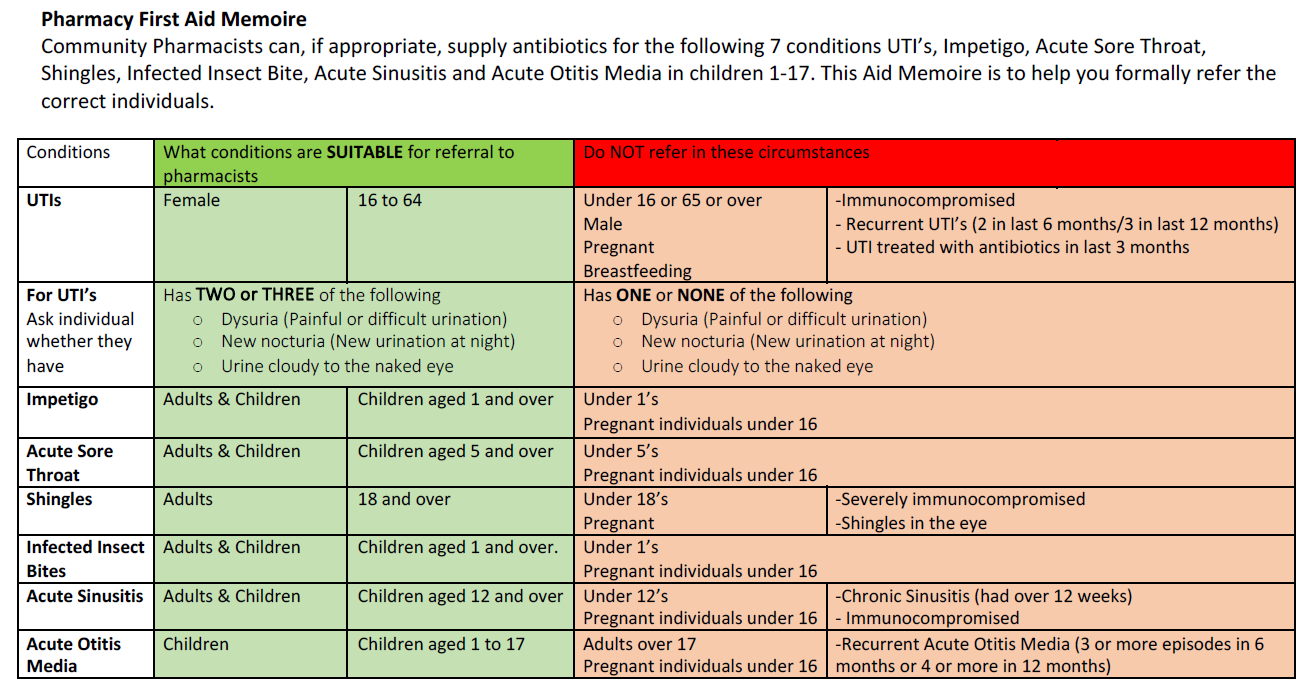 Pharmacy First Aid Memoire
Community Pharmacists can, if appropriate, supply antibiotics for the following 7 conditions UTI’s, Impetigo, Acute Sore Throat,
Shingles, Infected Insect Bite, Acute Sinusitis and Acute Otitis Media in children 1-17. This Aid Memoire is to help you formally refer the
correct individuals.
Conditions
What conditions are SUITABLE for referral to
pharmacists
Do NOT refer in these circumstances
UTIs
Female
16 to 64
Under 16 or 65 or over
Male
Pregnant
Breastfeeding
-Immunocompromised
- Recurrent UTI’s (2 in last 6 months/3 in last 12 months)
- UTI treated with antibiotics in last 3 months
For UTI’s
Ask individual
whether they
have
Has TWO or THREE of the following
○ Dysuria (Painful or difficult urination)
○ New nocturia (New urination at night)
○ Urine cloudy to the naked eye
Has ONE or NONE of the following
○ Dysuria (Painful or difficult urination)
○ New nocturia (New urination at night)
○ Urine cloudy to the naked eye
Impetigo
Adults & Children
Children aged 1 and over
Under 1’s
Pregnant individuals under 16
Acute Sore
Throat
Adults & Children
Children aged 5 and over
Under 5’s
Pregnant individuals under 16
Shingles
Adults
18 and over
Under 18’s
Pregnant
-Severely immunocompromised
-Shingles in the eye
Infected Insect
Bites
Adults & Children
Children aged 1 and over.
Under 1’s
Pregnant individuals under 16
Acute Sinusitis
Adults & Children
Children aged 12 and over
Under 12’s
Pregnant individuals under 16
-Chronic Sinusitis (had over 12 weeks)
- Immunocompromised
Acute Otitis
Media
Children
Children aged 1 to 17
Adults over 17
Pregnant individuals under 16
-Recurrent Acute Otitis Media (3 or more episodes in 6
months or 4 or more in 12 months)